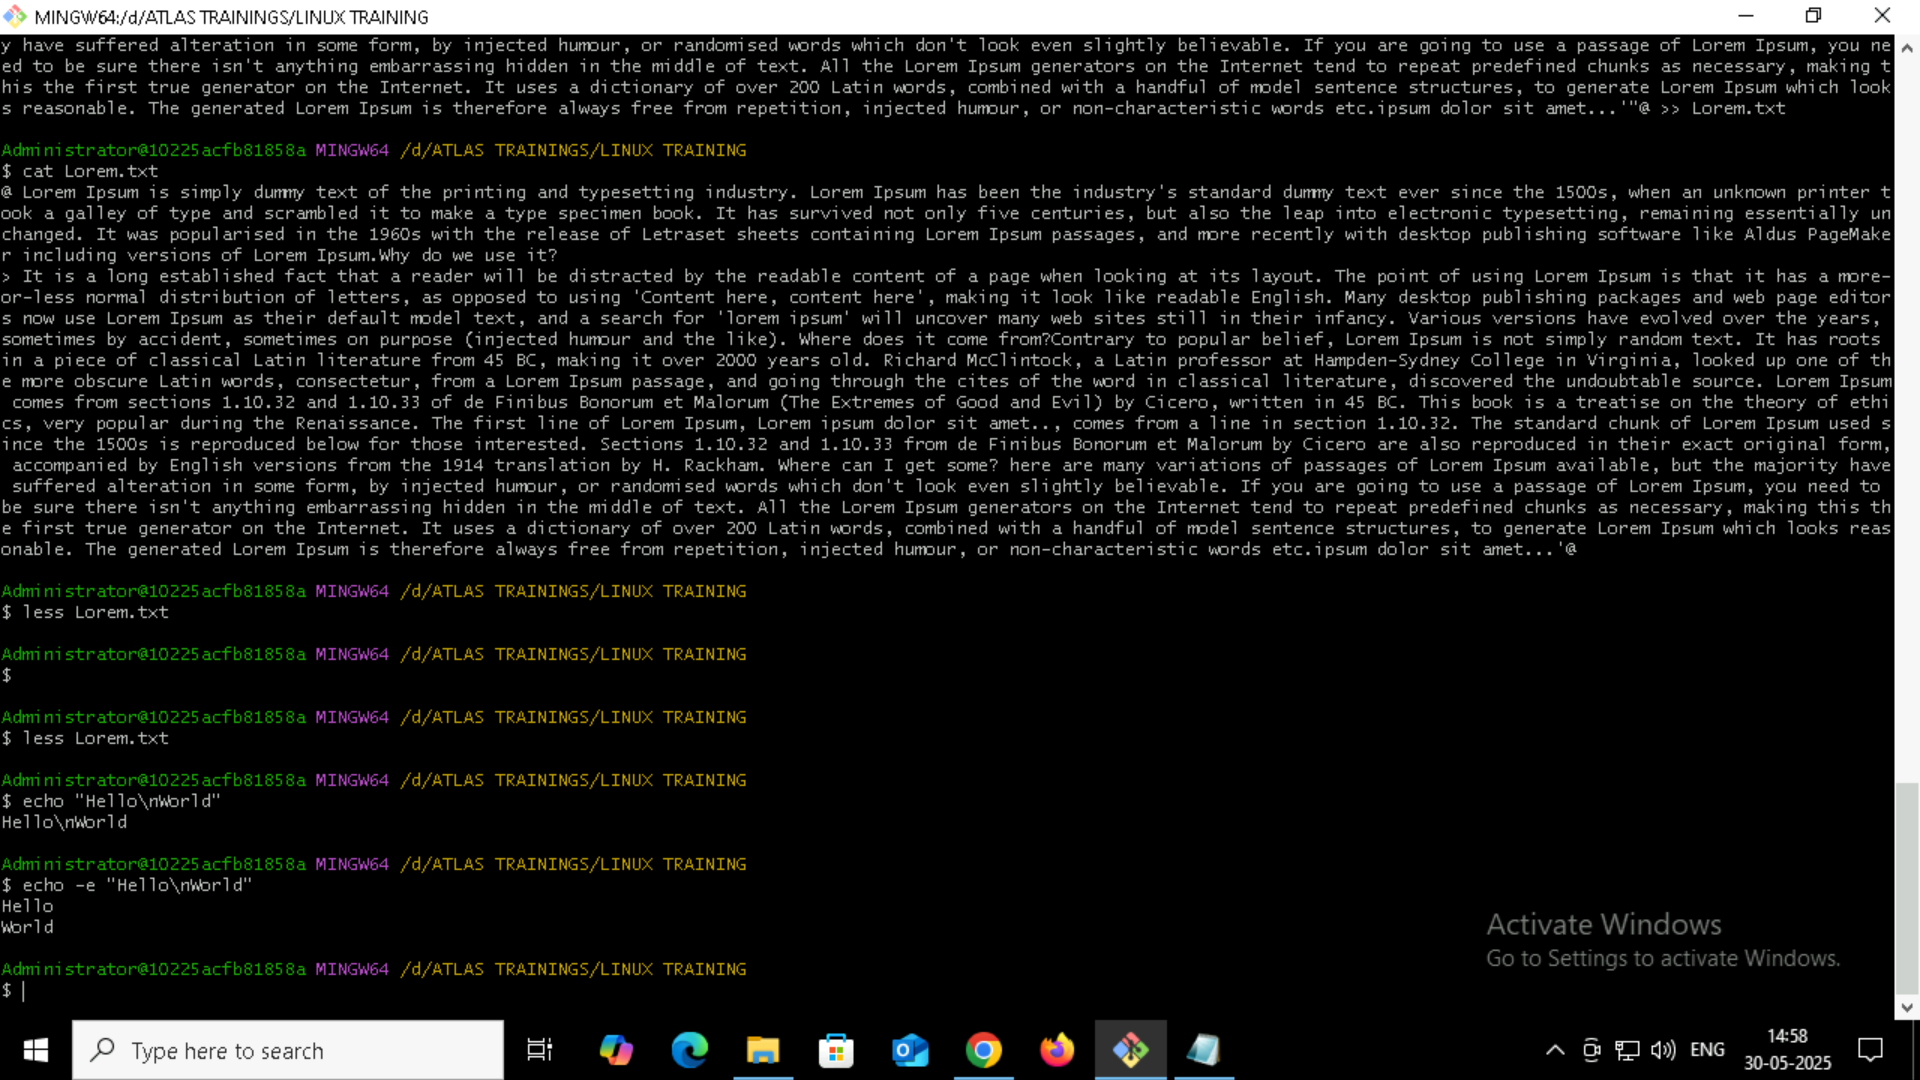 MINGW64:/d/ATLAS TRAININGS/LINUX TRAINING
y have suffered alteration in some form, by injected humour, or randomised words which don't look even slightly believable. If you are going to use a passage of Lorem Ipsum, you ne
ed to be sure there isn't anything embarrassing hidden in the middle of text. All the Lorem Ipsum generators on the Internet tend to repeat predefined chunks as necessary, making t
his the first true generator on the Internet. It uses a dictionary of over 200 Latin words, combined with a handful of model sentence structures, to generate Lorem Ipsum which look
s reasonable. The generated Lorem Ipsum is therefore always free from repetition, injected humour, or non-characteristic words etc.ipsum dolor sit amet...'"@ >> Lorem.txt
Administrator@10225acfb81858a MINGW64 /d/ATLAS TRAININGS/LINUX TRAINING
$ cat Lorem.txt
@ Lorem Ipsum is simply dummy text of the printing and typesetting industry. Lorem Ipsum has been the industry's standard dummy text ever since the 1500s, when an unknown printer t
ook a galley of type and scrambled it to make a type specimen book. It has survived not only five centuries, but also the leap into electronic typesetting, remaining essentially un
changed. It was popularised in the 1960s with the release of Letraset sheets containing Lorem Ipsum passages, and more recently with desktop publishing software like Aldus PageMake
r including versions of Lorem Ipsum.Why do we use it?
> It is a long established fact that a reader will be distracted by the readable content of a page when looking at its layout. The point of using Lorem Ipsum is that it has a more-
or-less normal distribution of letters, as opposed to using 'Content here, content here', making it look like readable English. Many desktop publishing packages and web page editor
s now use Lorem Ipsum as their default model text, and a search for 'lorem ipsum' will uncover many web sites still in their infancy. Various versions have evolved over the years,
sometimes by accident, sometimes on purpose (injected humour and the like). Where does it come from?Contrary to popular belief, Lorem Ipsum is not simply random text. It has roots
in a piece of classical Latin literature from 45 BC, making it over 2000 years old. Richard McClintock, a Latin professor at Hampden-Sydney College in Virginia, looked up one of th
e more obscure Latin words, consectetur, from a Lorem Ipsum passage, and going through the cites of the word in classical literature, discovered the undoubtable source. Lorem Ipsum
comes from sections 1.10.32 and 1.10.33 of de Finibus Bonorum et Malorum (The Extremes of Good and Evil) by Cicero, written in 45 BC. This book is a treatise on the theory of ethi
cs, very popular during the Renaissance. The first line of Lorem Ipsum, Lorem ipsum dolor sit amet.., comes from a line in section 1.10.32. The standard chunk of Lorem Ipsum used s
ince the 1500s is reproduced below for those interested. Sections 1.10.32 and 1.10.33 from de Finibus Bonorum et Malorum by Cicero are also reproduced in their exact original form,
accompanied by English versions from the 1914 translation by H. Rackham. Where can I get some? here are many variations of passages of Lorem Ipsum available, but the majority have
suffered alteration in some form, by injected humour, or randomised words which don't look even slightly believable. If you are going to use a passage of Lorem Ipsum, you need to
be sure there isn't anything embarrassing hidden in the middle of text. All the Lorem Ipsum generators on the Internet tend to repeat predefined chunks as necessary, making this th
e first true generator on the Internet. It uses a dictionary of over 200 Latin words, combined with a handful of model sentence structures, to generate Lorem Ipsum which looks reas
onable. The generated Lorem Ipsum is therefore always free from repetition, injected humour, or non-characteristic words etc.ipsum dolor sit amet...'@
Administrator@10225acfb81858a MINGW64 /d/ATLAS TRAININGS/LINUX TRAINING
$ less Lorem.txt
Administrator@10225acfb81858a MINGW64 /d/ATLAS TRAININGS/LINUX TRAINING
$
Administrator@10225acfb81858a MINGW64 /d/ATLAS TRAININGS/LINUX TRAINING
$ less Lorem.txt
Administrator@10225acfb81858a MINGW64 /d/ATLAS TRAININGS/LINUX TRAINING
$ echo "Hello\nWorld"
Hello\nWorld
Administrator@10225acfb81858a MINGW64 /d/ATLAS TRAININGS/LINUX TRAINING
$ echo -e "Hello\nWorld"
Hello
World
Administrator@10225acfb81858a MINGW64 /d/ATLAS TRAININGS/LINUX TRAINING
$
Activate Windows
Go to Settings to activate Windows.
Type here to search
ENG
14:58
30-05-2025